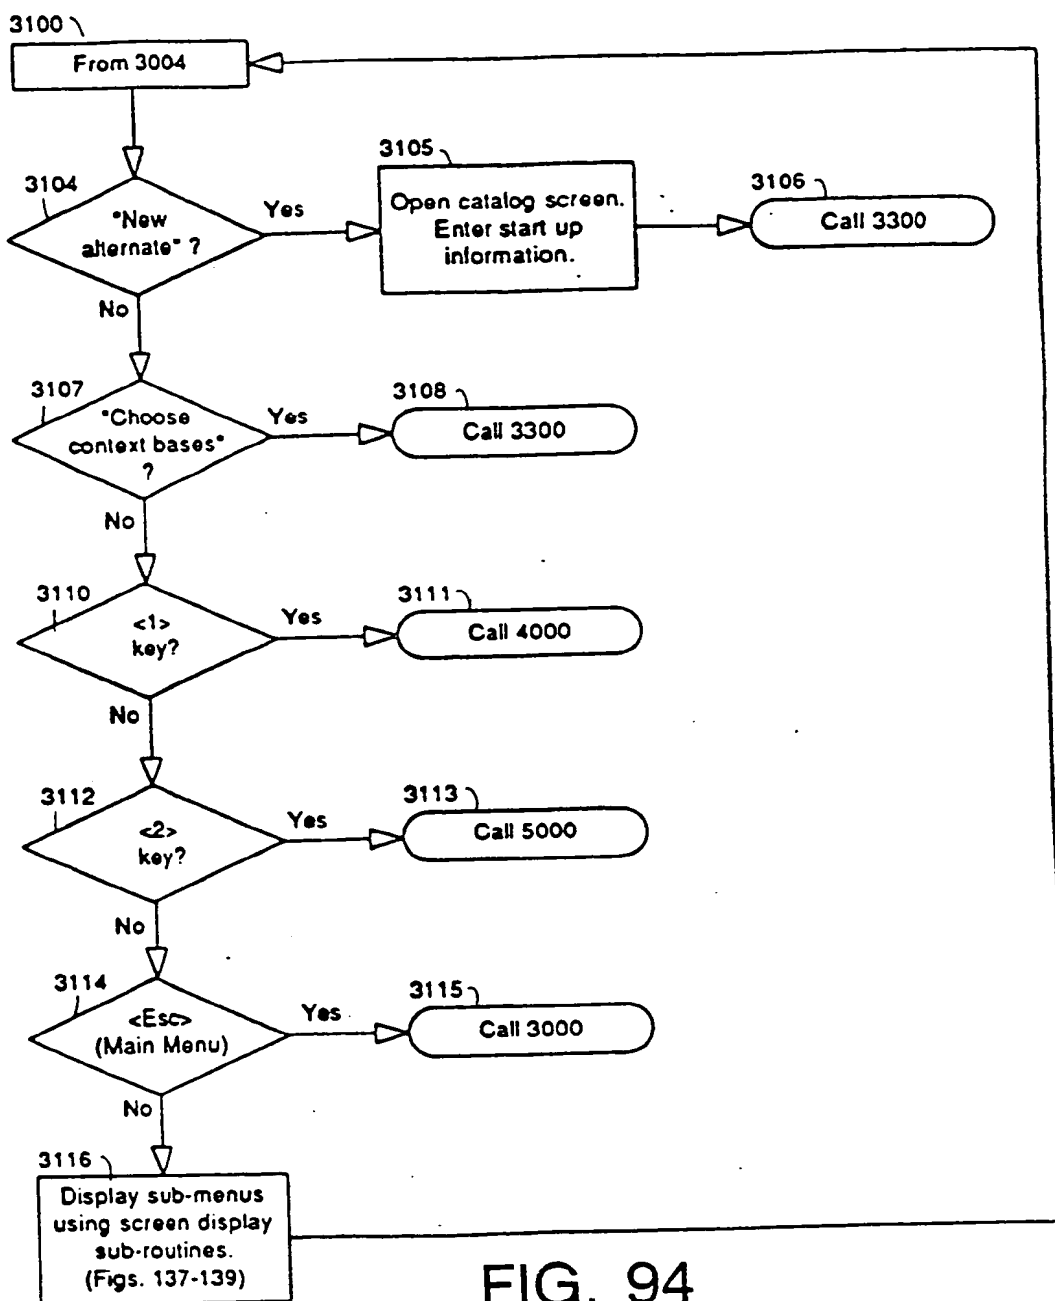 3100
From 3004
3104
"New
alternate" ?
Yes
3105
Open catalog screen.
Enter start up
information.
3106
Call 3300
No
3107
"Choose
context bases"
?
Yes
3108
Call 3300
No
3110
<1>
key?
Yes
3111
Call 4000
No
3112
<2>
key?
Yes
3113
Call 5000
No
3114
<Esc>
(Main Menu)
Yes
3115
Call 3000
No
3116
Display sub-menus
using screen display
sub-routines.
(Figs. 137-139)
FIG. 94